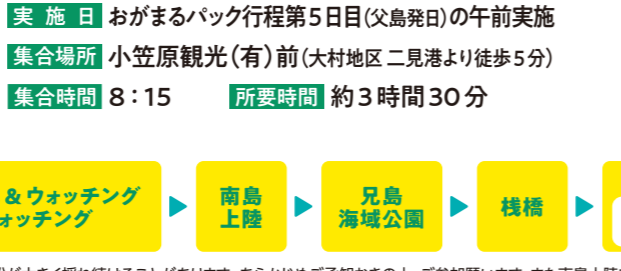 実施日 おがまるパック行程第5日目(父島発日)の午前実施
集合場所 小笠原観光(有)前(大村地区 二見港より徒歩5分)
集合時間 8:15 所要時間 約3時間30分
&ウォッチング
ォッチング
南島
上陸
兄島
海域公園
桟橋